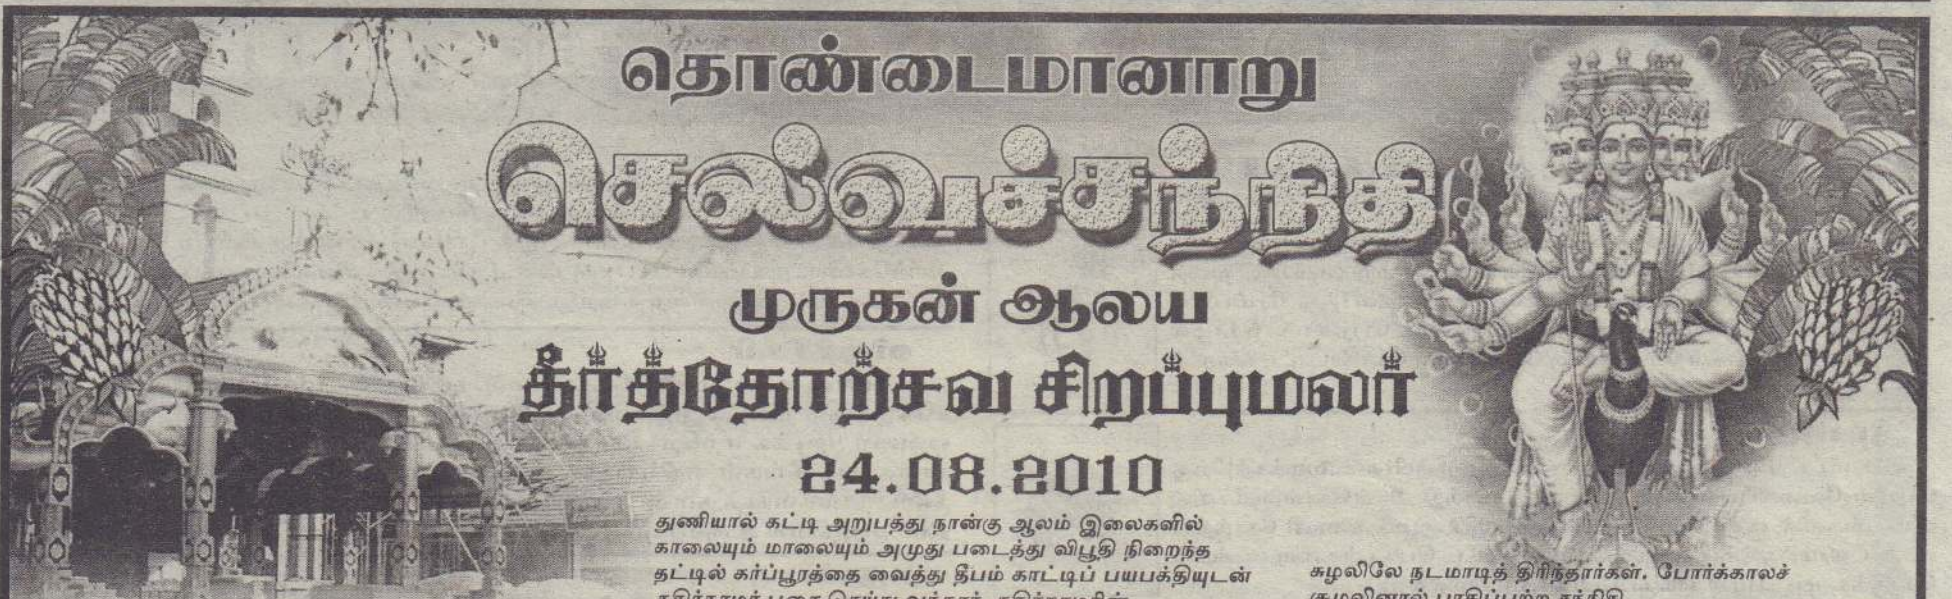 தொண்டைமானாறு
செல்வச்சந்நிதி
முருகன் ஆலய
தீர்த்தோற்சவ சிறப்புமலர்
24.08.2010
துணியால் கட்டி அறுபத்து நான்கு ஆலம் இலைகளில்
காலையும் மாலையும் அமுது படைத்து விபூதி நிறைந்த
தட்டில் கர்ப்பூரத்தை வைத்து தீபம் காட்டிப் பயபக்தியுடன்
சுழலிலே நடமாடித் திரிந்தார்கள். போர்க்காலச்